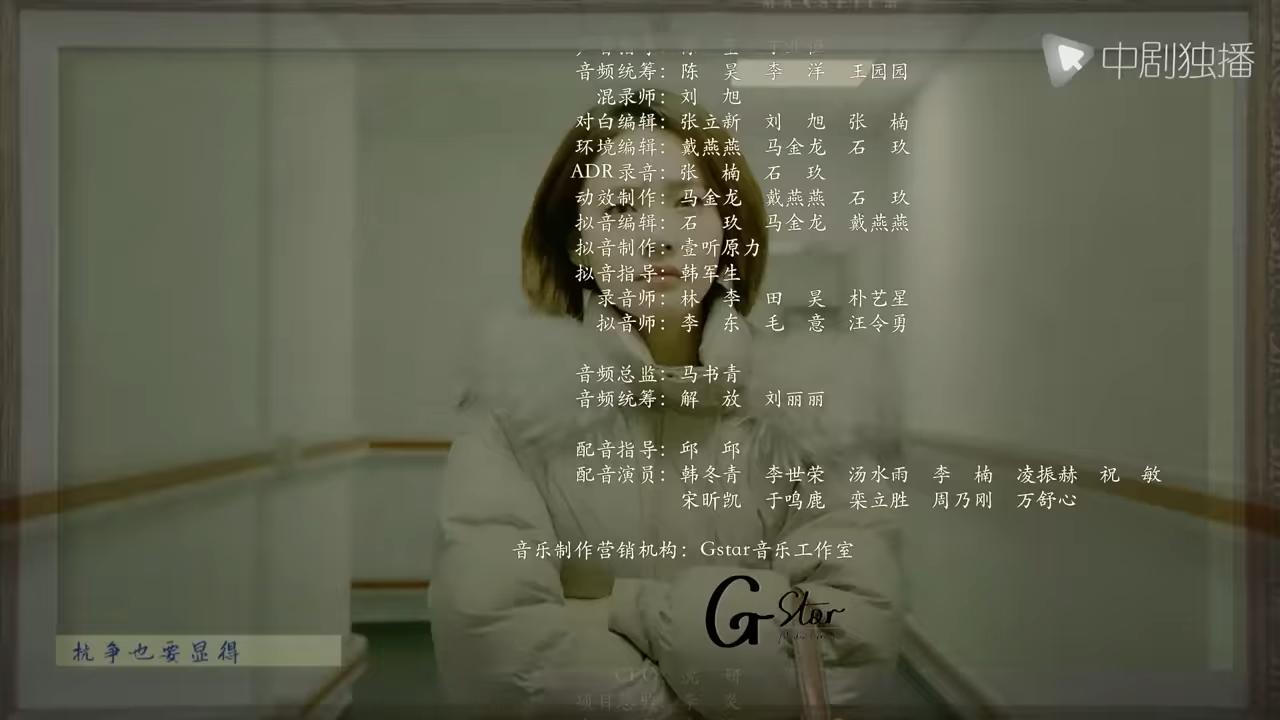 中剧独播
音频统筹：陈 昊 李 洋 王园园
混录师：刘 旭
对白编辑：张立新 刘 旭 张 楠
环境编辑：戴燕燕 马金龙 石 玖
ADR录音：张 楠 石 玖
动效制作：马金龙 戴燕燕 石 玖
拟音编辑：石 玖 马金龙 戴燕燕
拟音制作：壹听原力
拟音指导：韩军生
录音师：林 李 田 昊 朴艺星
拟音师：李 东 毛 意 汪令勇
音频总监：马书青
音频统筹：解 放 刘丽丽
配音指导：邱 邱
配音演员：韩冬青 李世荣 汤水雨 李 楠 凌振赫 祝 敏
宋昕凯 于鸣鹿 栾立胜 周乃刚 万舒心
音乐制作营销机构：Gstar音乐工作室
G Star
抗争也要显得